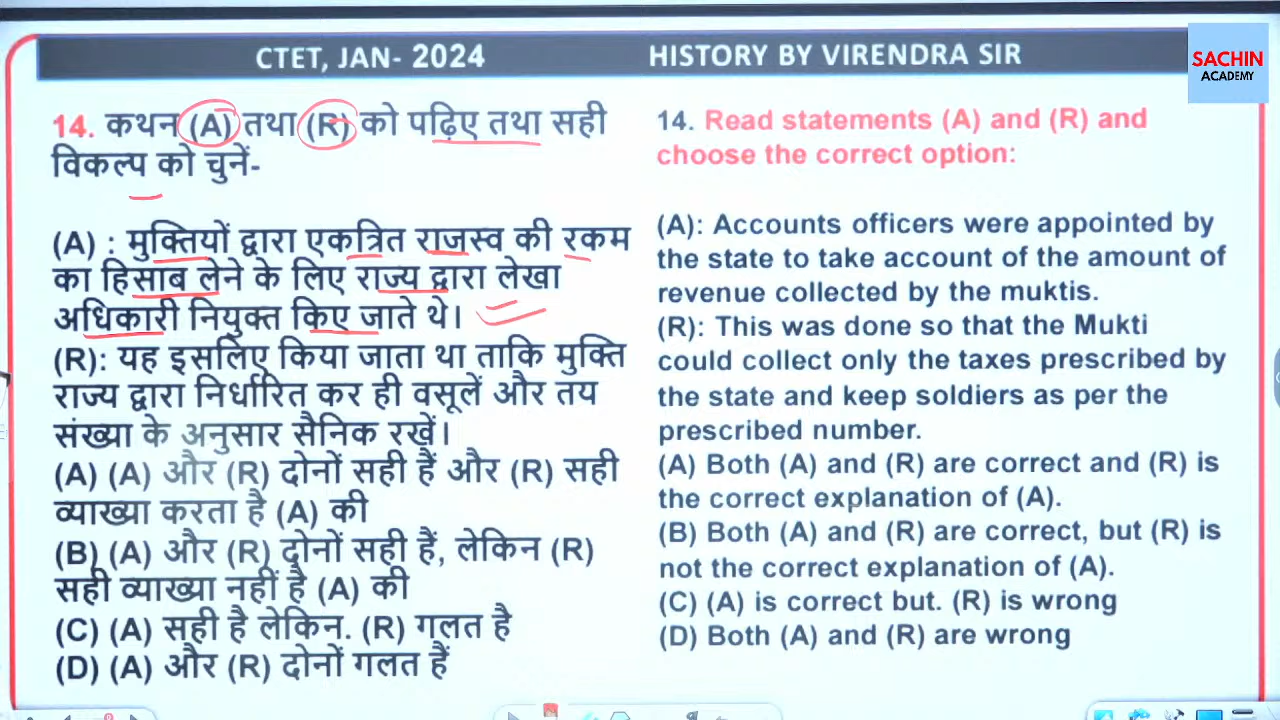 CTET, JAN- 2024
HISTORY BY VIRENDRA SIR
SACHIN
ACADEMY
14. कथन (A) तथा (R) को पढ़िए तथा सही
विकल्प को चुनें-
(A) : मुक्तियों द्वारा एकत्रित राजस्व की रकम
का हिसाब लेने के लिए राज्य द्वारा लेखा
अधिकारी नियुक्त किए जाते थे।
(R): यह इसलिए किया जाता था ताकि मुक्ति
राज्य द्वारा निर्धारित कर ही वसूलें और तय
संख्या के अनुसार सैनिक रखें।
(A) (A) और (R) दोनों सही हैं और (R) सही
व्याख्या करता है (A) की
(B) (A) और (R) दोनों सही हैं, लेकिन (R)
सही व्याख्या नहीं है (A) की
(C) (A) सही है लेकिन. (R) गलत है
(D) (A) और (R) दोनों गलत हैं
14. Read statements (A) and (R) and
choose the correct option:
(A): Accounts officers were appointed by
the state to take account of the amount of
revenue collected by the muktis.
(R): This was done so that the Mukti
could collect only the taxes prescribed by
the state and keep soldiers as per the
prescribed number.
(A) Both (A) and (R) are correct and (R) is
the correct explanation of (A).
(B) Both (A) and (R) are correct, but (R) is
not the correct explanation of (A).
(C) (A) is correct but. (R) is wrong
(D) Both (A) and (R) are wrong